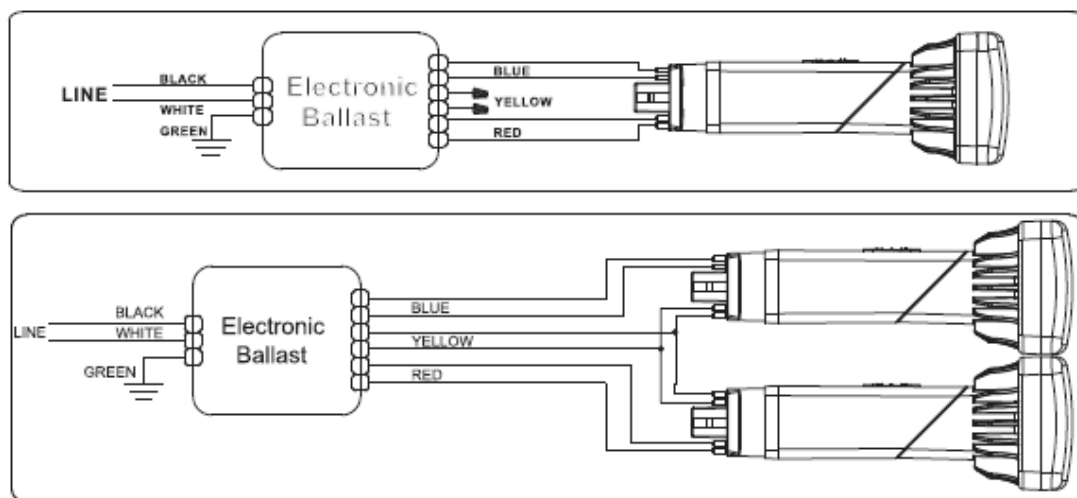 BLACK
LINE
WHITE
GREEN
Electronic
Ballast
BLUE
YELLOW
RED
BLACK
LINE
WHITE
GREEN
Electronic
Ballast
BLUE
YELLOW
RED